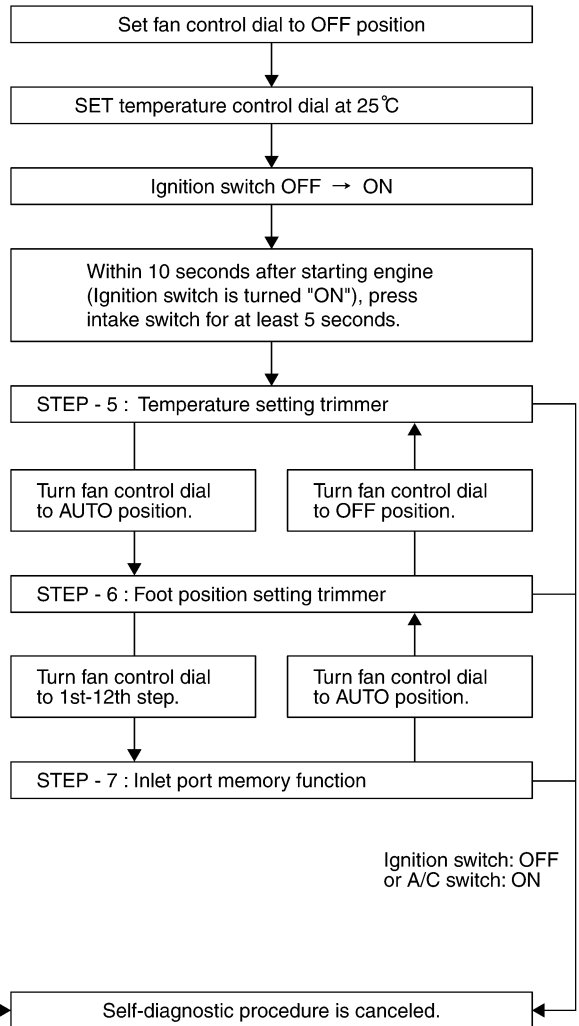 Set fan control dial to OFF position
SET temperature control dial at 25℃
Ignition switch OFF → ON
Within 10 seconds after starting engine
(Ignition switch is turned "ON"), press
intake switch for at least 5 seconds.
STEP - 5 : Temperature setting trimmer
Turn fan control dial
to AUTO position.
Turn fan control dial
to OFF position.
STEP - 6 : Foot position setting trimmer
Turn fan control dial
to 1st-12th step.
Turn fan control dial
to AUTO position.
STEP - 7 : Inlet port memory function
Ignition switch: OFF
or A/C switch: ON
Self-diagnostic procedure is canceled.